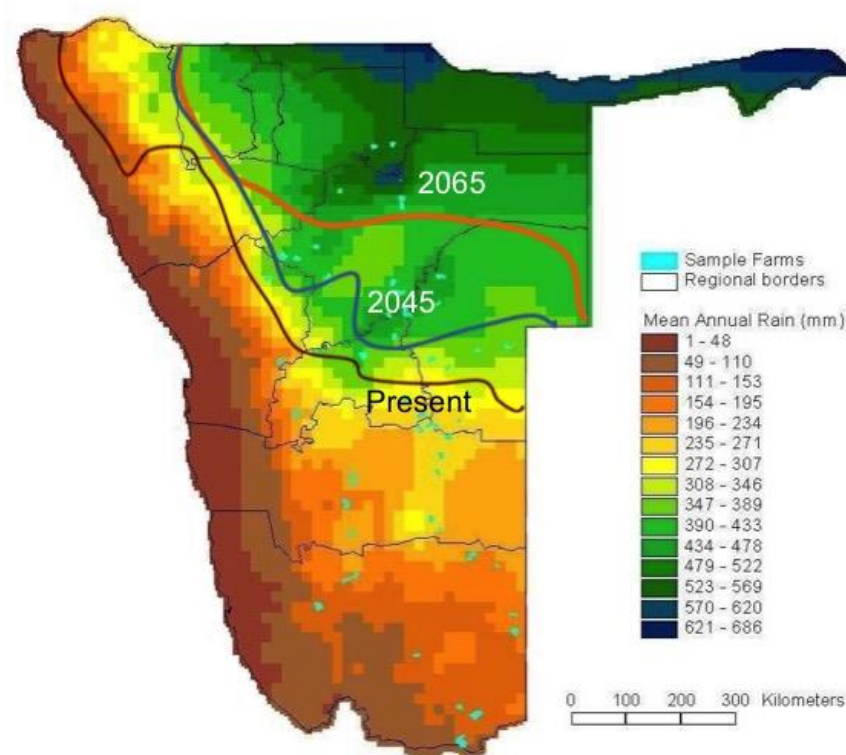 2065
2045
Present
Sample Farms
Regional borders
Mean Annual Rain (mm)
1 - 48
49 - 110
111 - 153
154 - 195
196 - 234
235 - 271
272 - 307
308 - 346
347 - 389
390 - 433
434 - 478
479 - 522
523 - 569
570 - 620
621 - 686
0 100 200 300 Kilometers